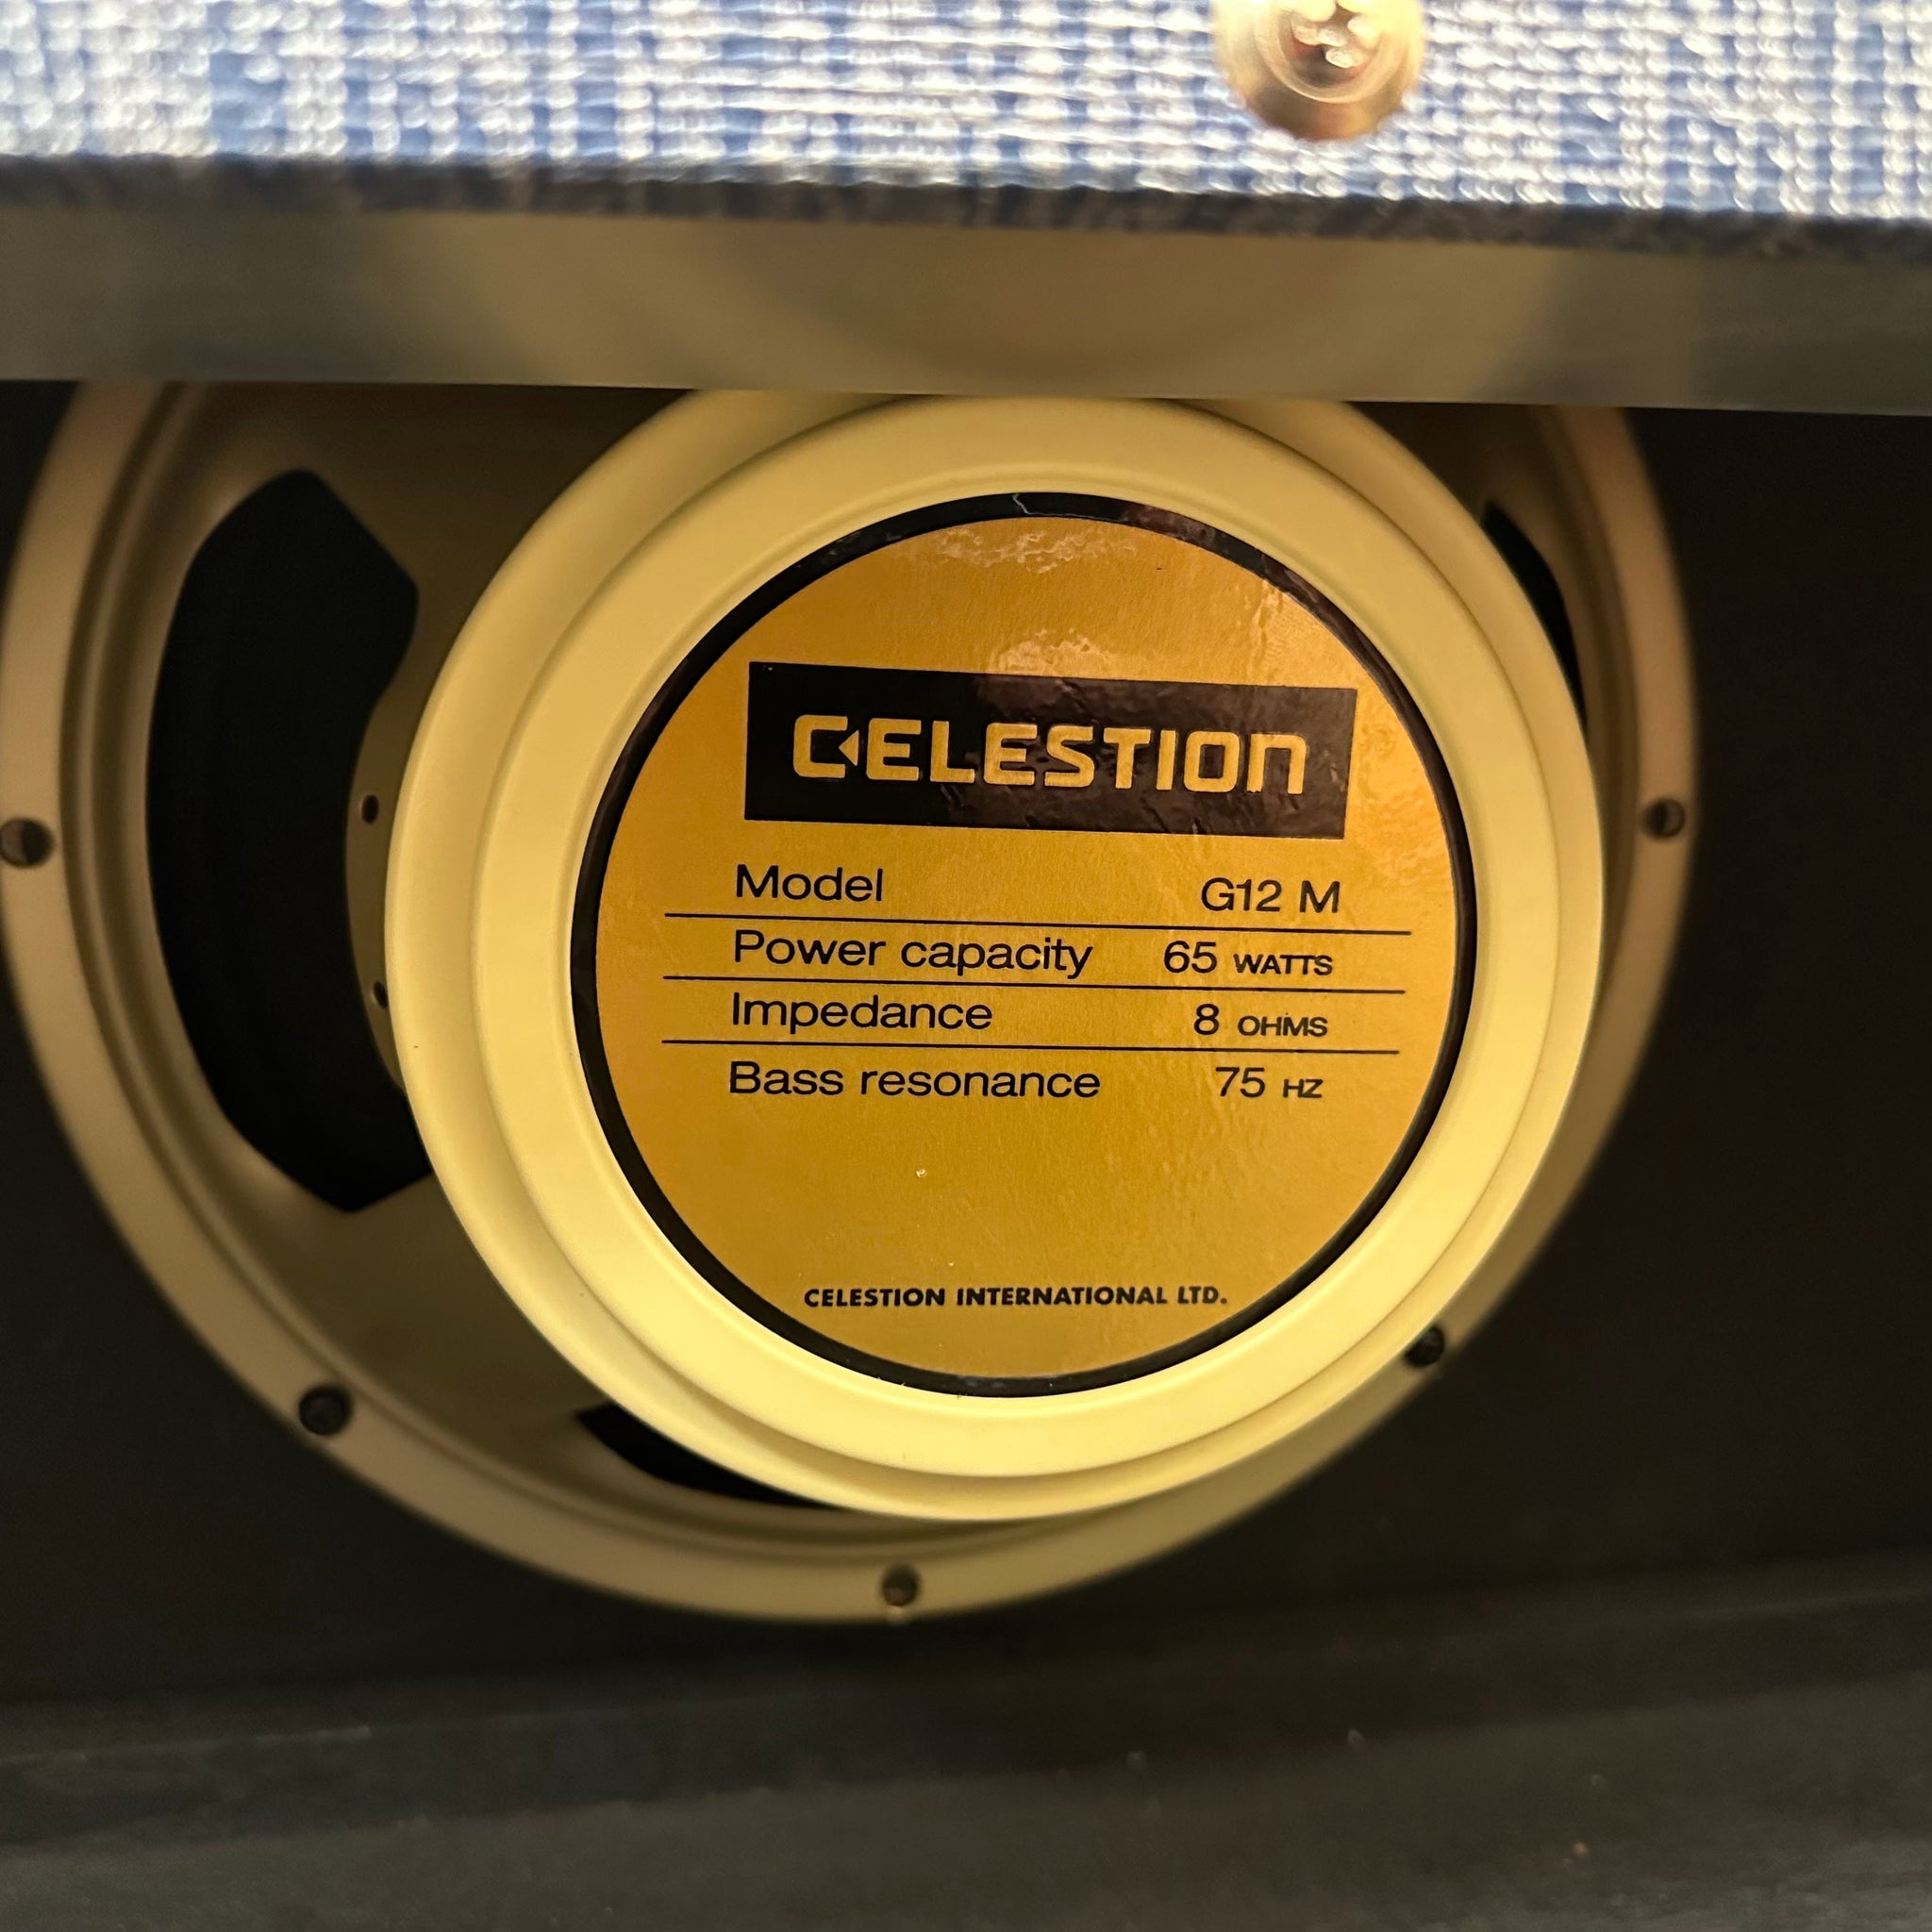 CELESTION
Model G12 M
Power capacity 65 WATTS
Impedance 8 OHMS
Bass resonance 75 HZ
CELESTION INTERNATIONAL LTD.